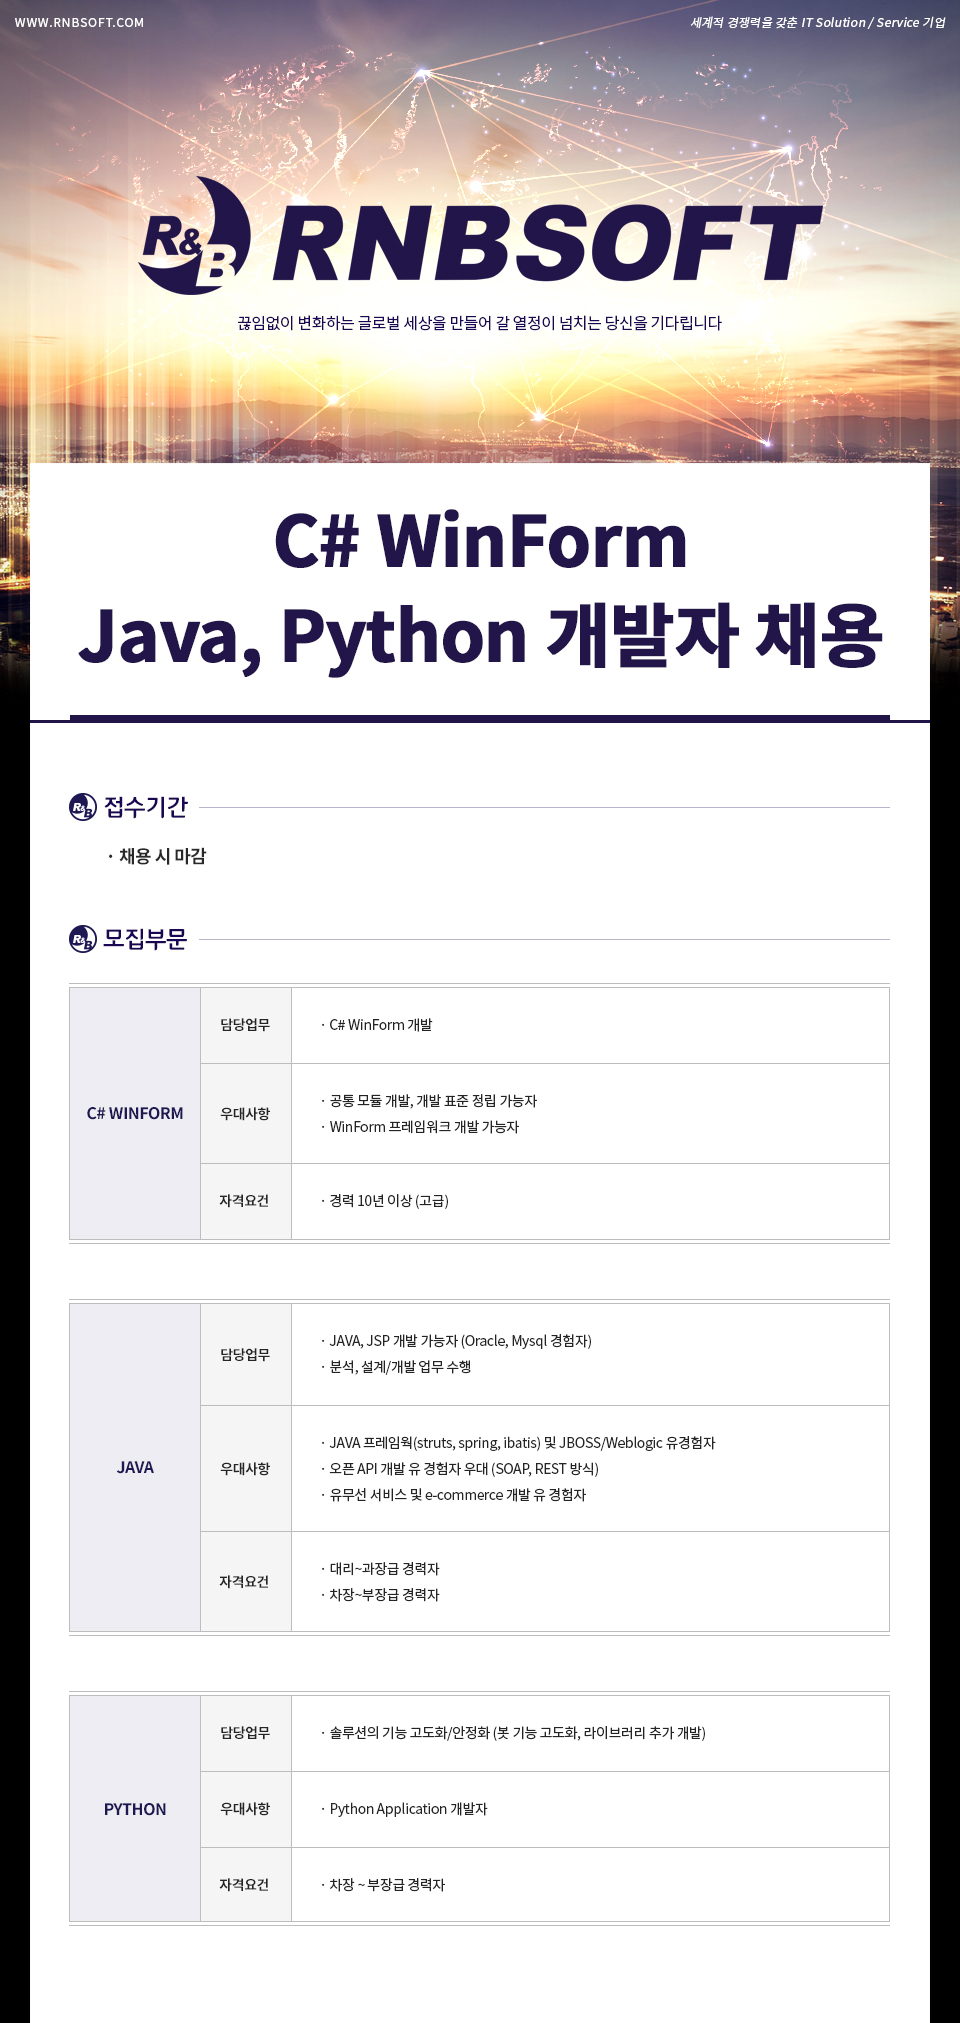 WWW.RNBSOFT.COM
세계적 경쟁력을 갖춘 IT Solution / Service 기업
R&B RNBSOFT
끊임없이 변화하는 글로벌 세상을 만들어 갈 열정이 넘치는 당신을 기다립니다
C# WinForm
Java, Python 개발자 채용
R&B 접수기간
· 채용 시 마감
R&B 모집부문
C# WINFORM
담당업무
· C# WinForm 개발
우대사항
· 공통 모듈 개발, 개발 표준 정립 가능자
· WinForm 프레임워크 개발 가능자
자격요건
· 경력 10년 이상 (고급)
JAVA
담당업무
· JAVA, JSP 개발 가능자 (Oracle, Mysql 경험자)
· 분석, 설계/개발 업무 수행
우대사항
· JAVA 프레임웍(struts, spring, ibatis) 및 JBOSS/Weblogic 유경험자
· 오픈 API 개발 유 경험자 우대 (SOAP, REST 방식)
· 유무선 서비스 및 e-commerce 개발 유 경험자
자격요건
· 대리~과장급 경력자
· 차장~부장급 경력자
PYTHON
담당업무
· 솔루션의 기능 고도화/안정화 (봇 기능 고도화, 라이브러리 추가 개발)
우대사항
· Python Application 개발자
자격요건
· 차장 ~ 부장급 경력자